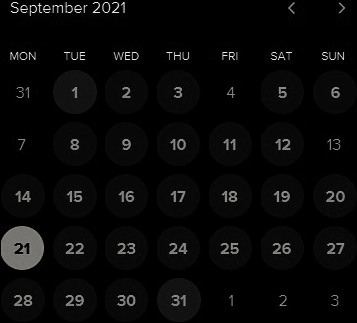 September 2021
MON TUE WED THU FRI SAT SUN
31 1 2 3 4 5 6
7 8 9 10 11 12 13
14 15 16 17 18 19 20
21 22 23 24 25 26 27
28 29 30 31 1 2 3